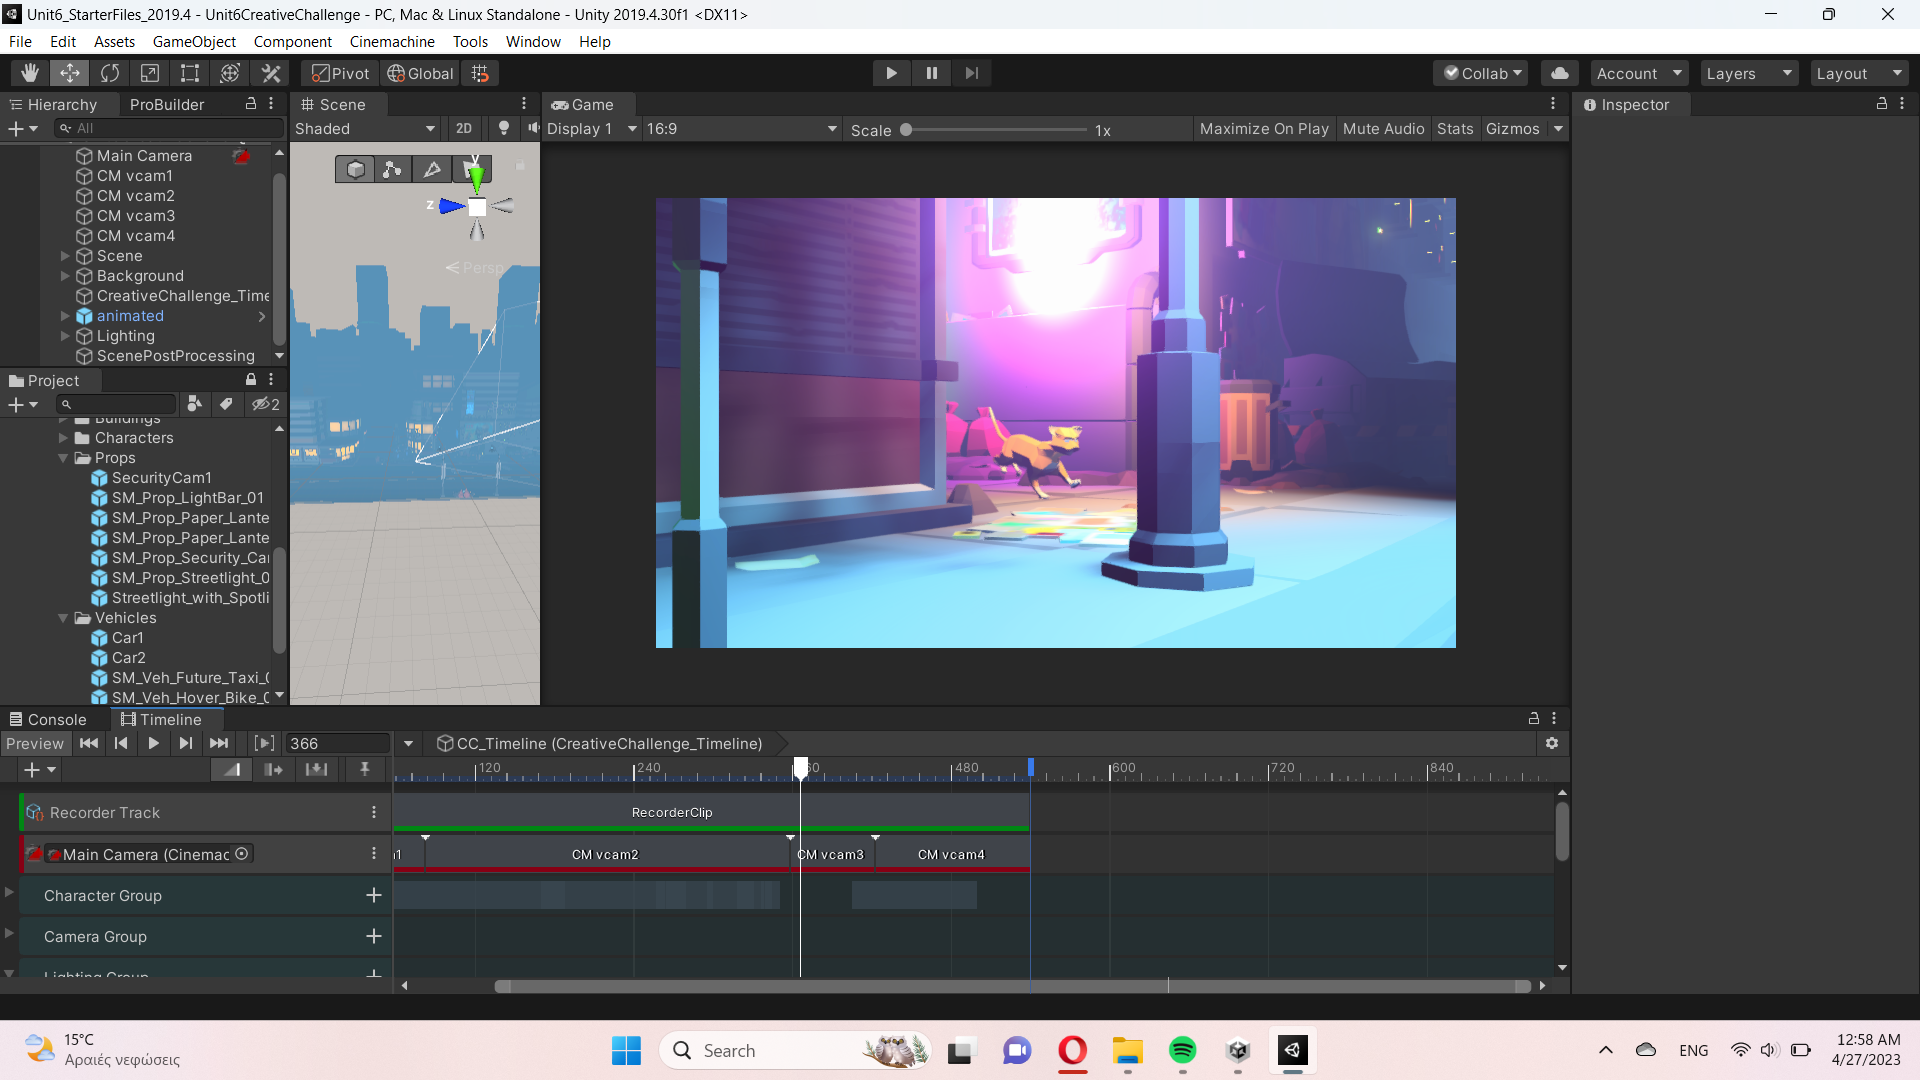 Unit6_StarterFiles_2019.4 - Unit6CreativeChallenge - PC, Mac & Linux Standalone - Unity 2019.4.30f1 <DX11>
File Edit Assets GameObject Component Cinemachine Tools Window Help
Pivot Global Collab Account Layers Layout
Hierarchy ProBuilder Scene Game Inspector
All Shaded 2D Display 1 16:9 Scale 1x Maximize On Play Mute Audio Stats Gizmos
Main Camera
CM vcam1
CM vcam2
CM vcam3
CM vcam4
Scene
Background
CreativeChallenge_Time
animated
Lighting
ScenePostProcessing
y
z
Persp
Project
2
Buildings
Characters
Props
SecurityCam1
SM_Prop_LightBar_01
SM_Prop_Paper_Lante
SM_Prop_Paper_Lante
SM_Prop_Security_Ca
SM_Prop_Streetlight_0
Streetlight_with_Spotli
Vehicles
Car1
Car2
SM_Veh_Future_Taxi_0
SM_Veh_Hover_Bike_0
Console Timeline
Preview 366 CC_Timeline (CreativeChallenge_Timeline)
120 240 480 600 720 840
Recorder Track RecorderClip
Main Camera (Cinemac CM vcam2 CM vcam3 CM vcam4
Character Group
Camera Group
Lighting Group
15°C
Αραιές νεφώσεις
Search
ENG
12:58 AM
4/27/2023